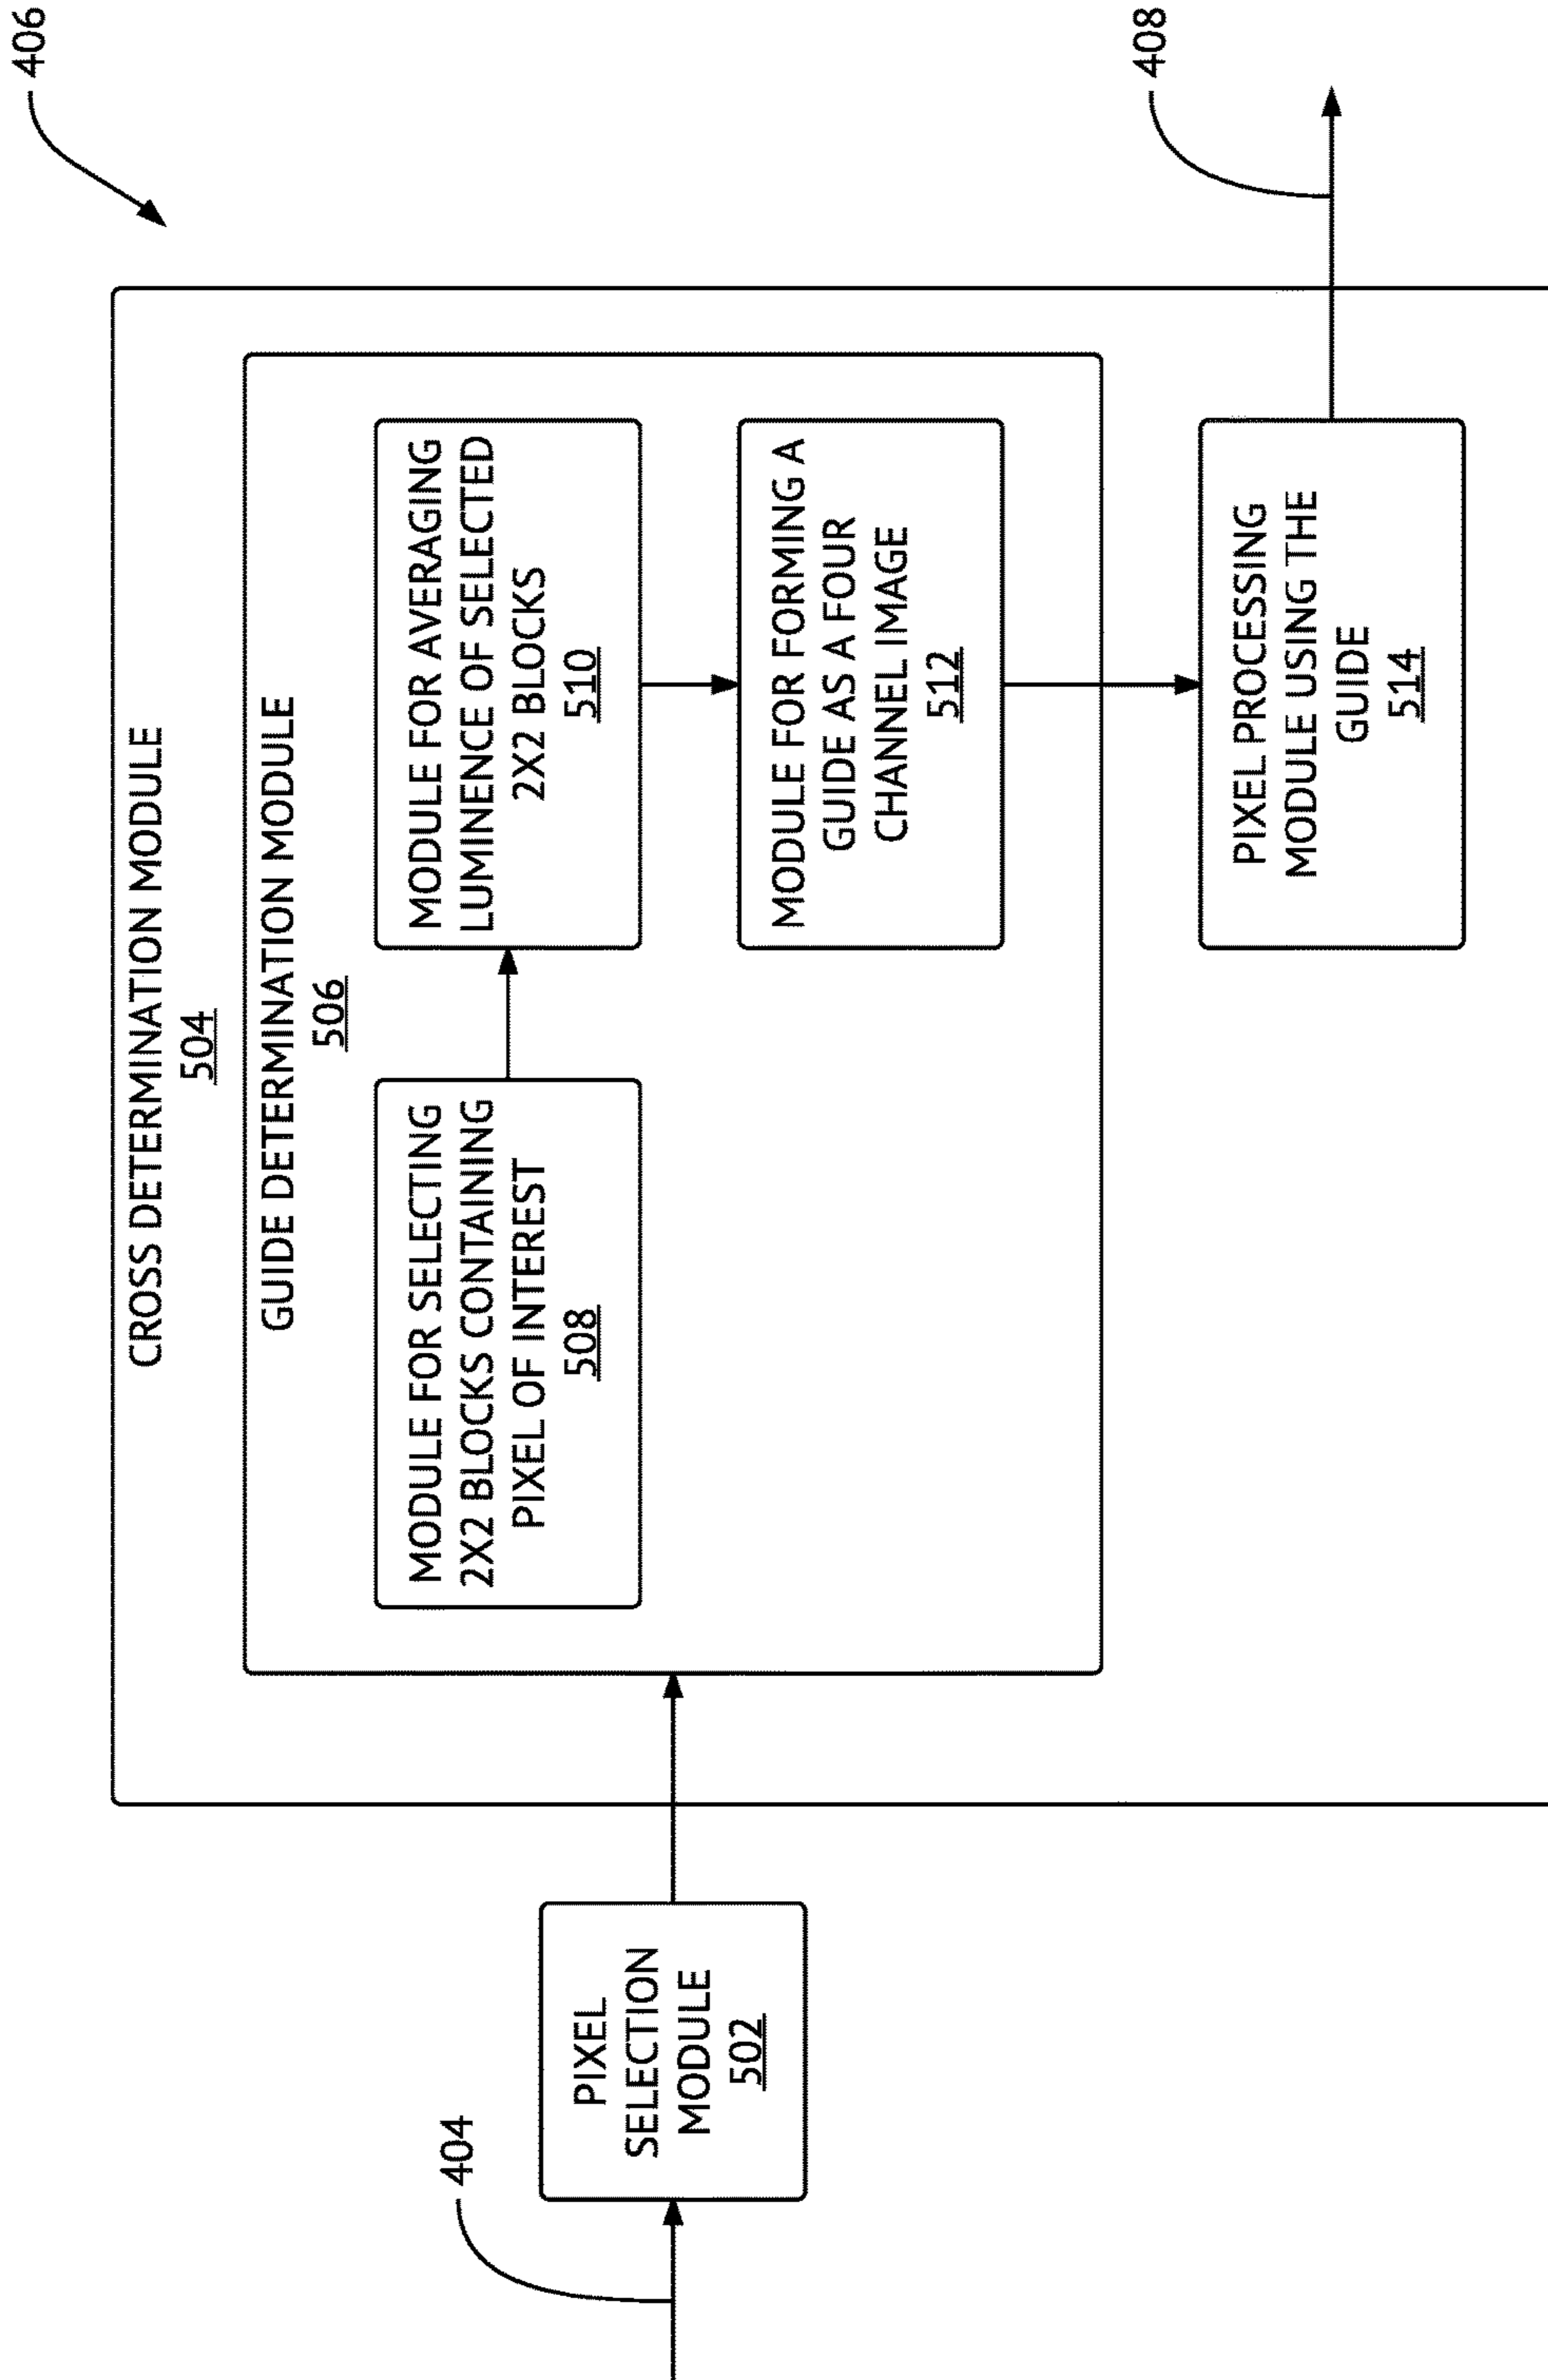 406
CROSS DETERMINATION MODULE
504
GUIDE DETERMINATION MODULE
506
MODULE FOR SELECTING
2X2 BLOCKS CONTAINING
PIXEL OF INTEREST
508
MODULE FOR AVERAGING
LUMINENCE OF SELECTED
2X2 BLOCKS
510
404
PIXEL
SELECTION
MODULE
502
MODULE FOR FORMING A
GUIDE AS A FOUR
CHANNEL IMAGE
512
408
PIXEL PROCESSING
MODULE USING THE
GUIDE
514